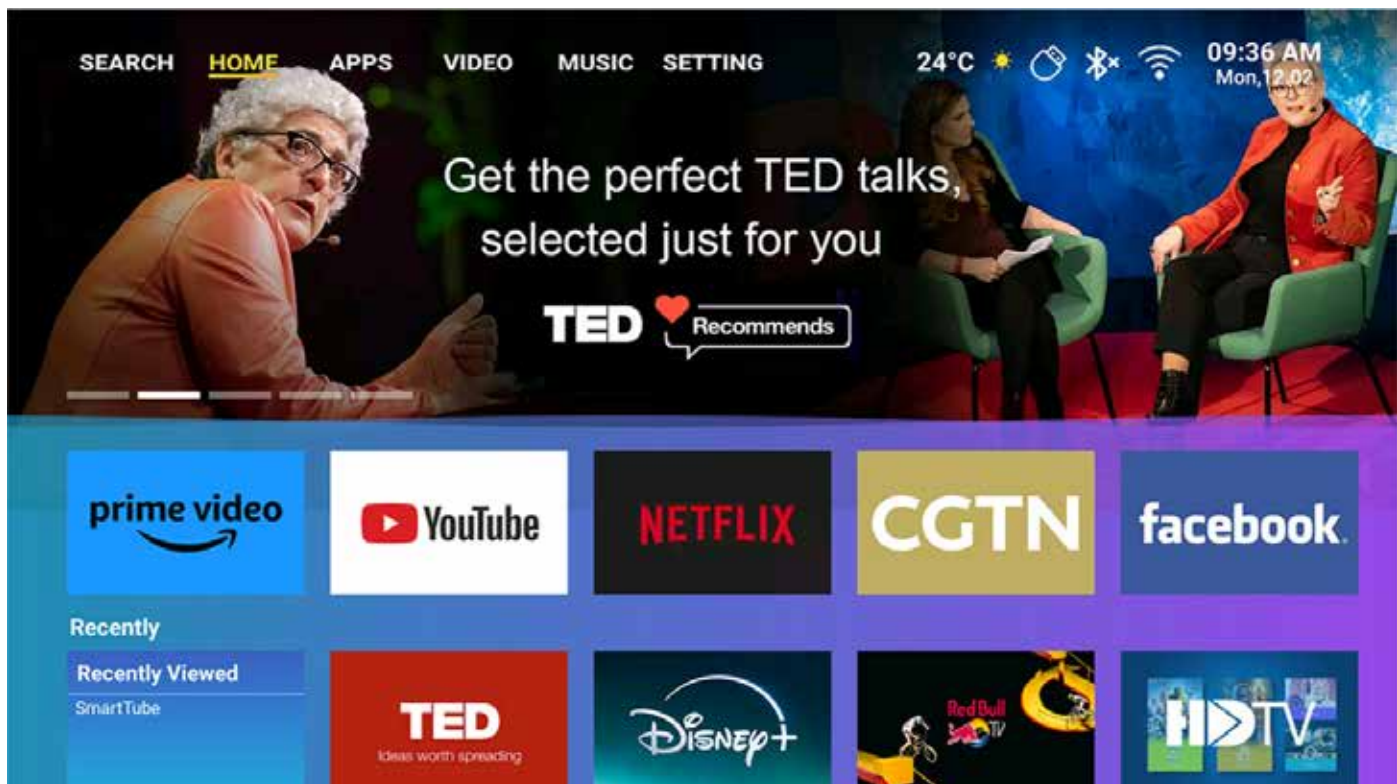 SEARCH HOME APPS VIDEO MUSIC SETTING 24°C 09:36 AM
Mon,12.02
Get the perfect TED talks,
selected just for you
TED Recommends
prime video YouTube NETFLIX CGTN facebook.
Recently
Recently Viewed
SmartTube
TED
Ideas worth spreading
Disney+
Red Bull
TV
HDTV